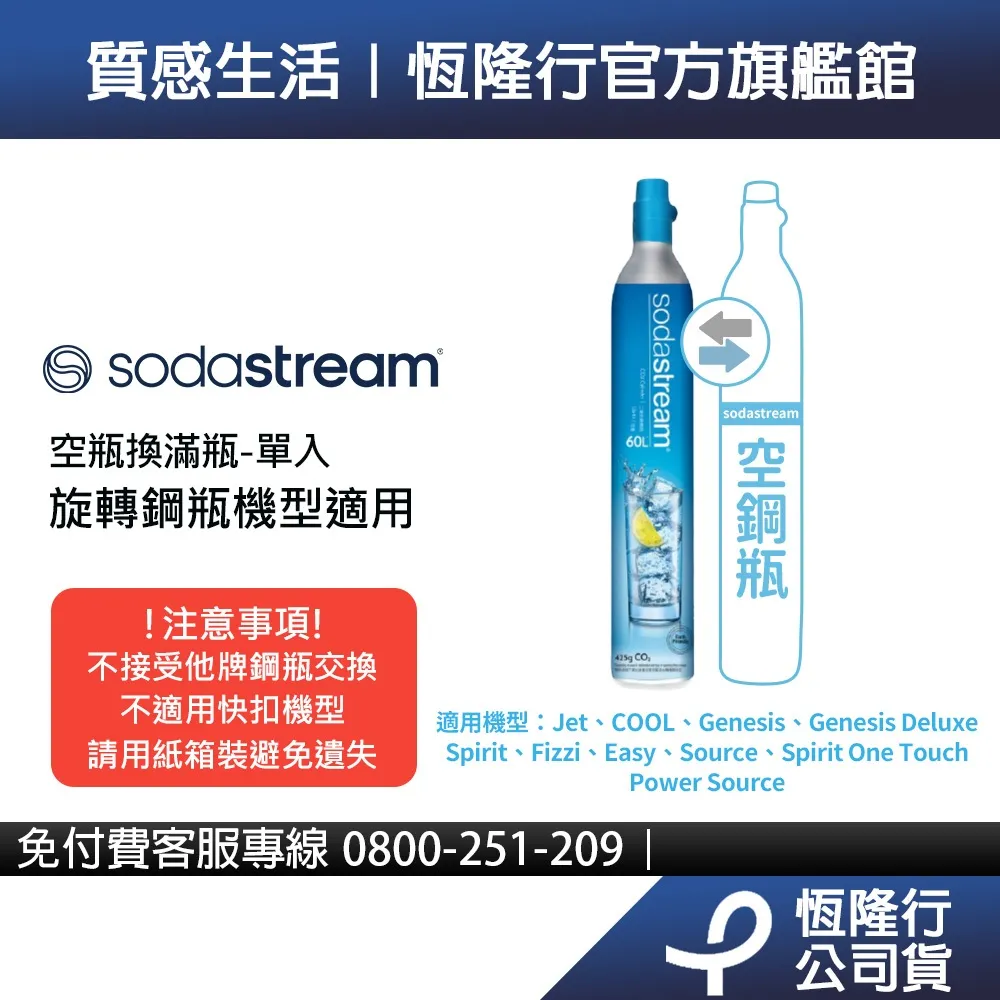 質感生活｜恆隆行官方旗艦館
sodastream
空瓶換滿瓶-單入
旋轉鋼瓶機型適用
!注意事項!
不接受他牌鋼瓶交換
不適用快扣機型
請用紙箱裝避免遺失
sodastream
60L
425g CO₂
sodastream
空鋼瓶
適用機型：Jet、COOL、Genesis、Genesis Deluxe
Spirit、Fizzi、Easy、Source、Spirit One Touch
Power Source
免付費客服專線 0800-251-209｜
恆隆行
公司貨